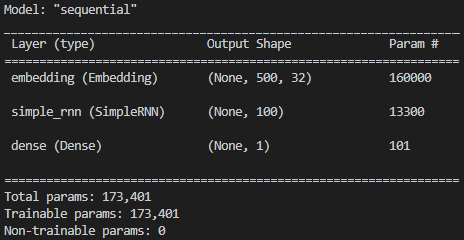 Model: "sequential"
_________________________________________________________________
Layer (type) Output Shape Param #
=================================================================
embedding (Embedding) (None, 500, 32) 160000
simple_rnn (SimpleRNN) (None, 100) 13300
dense (Dense) (None, 1) 101
=================================================================
Total params: 173,401
Trainable params: 173,401
Non-trainable params: 0